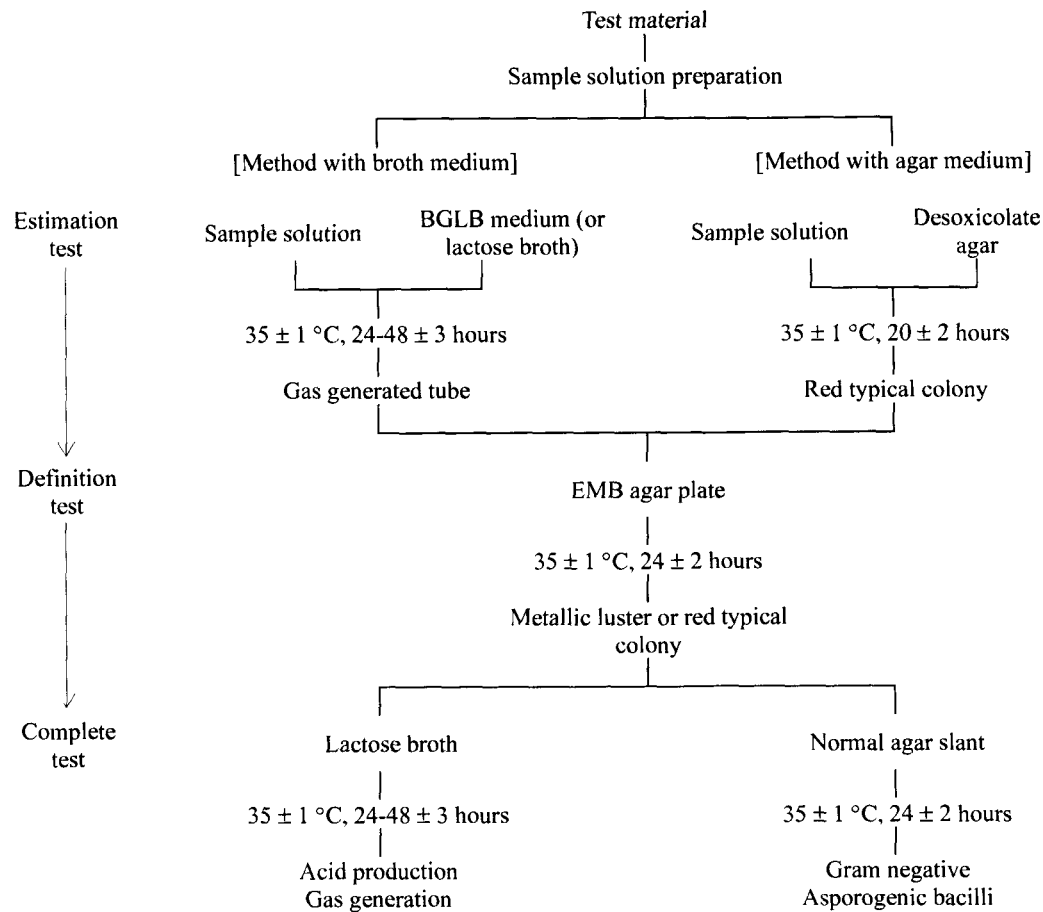 Test material
Sample solution preparation
[Method with broth medium]
[Method with agar medium]
Estimation
test
Sample solution
BGLB medium (or
lactose broth)
Sample solution
Desoxicolate
agar
35 ± 1 °C, 24-48 ± 3 hours
35 ± 1 °C, 20 ± 2 hours
Gas generated tube
Red typical colony
Definition
test
EMB agar plate
35 ± 1 °C, 24 ± 2 hours
Metallic luster or red typical
colony
Complete
test
Lactose broth
Normal agar slant
35 ± 1 °C, 24-48 ± 3 hours
35 ± 1 °C, 24 ± 2 hours
Acid production
Gas generation
Gram negative
Asporogenic bacilli